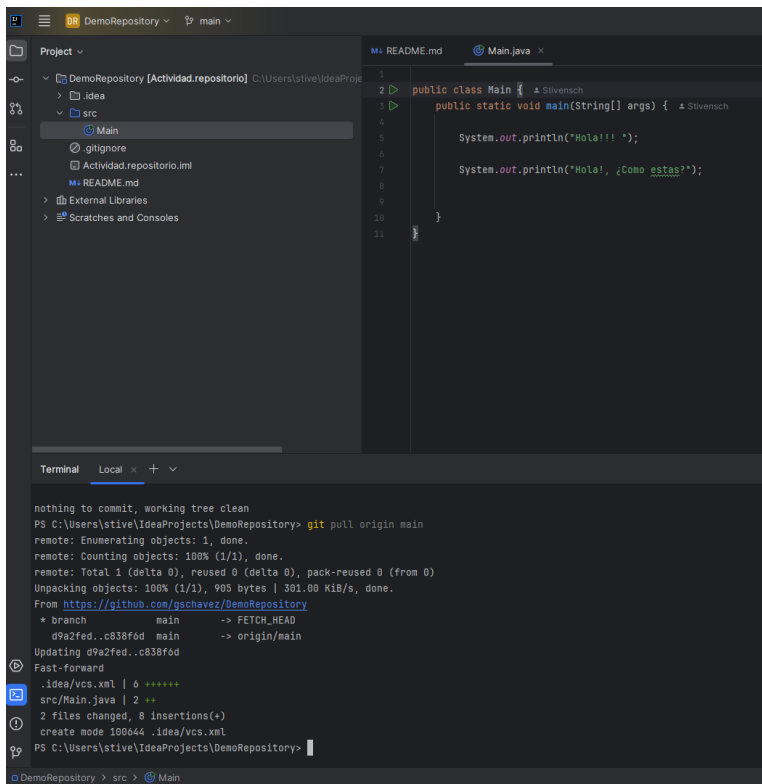 DR DemoRepository main
Project
README.md Main.java
DemoRepository [Actividad.repositorio] C:\Users\stive\IdeaProje
.idea
src
Main
.gitignore
Actividad.repositorio.iml
M↓ README.md
External Libraries
Scratches and Consoles
1
2 public class Main { Stivensch
3 public static void main(String[] args) { Stivensch
4
5 System.out.println("Hola!!! ");
6
7 System.out.println("Hola!, ¿Como estas?");
8
9
10 }
11 }
Terminal Local
nothing to commit, working tree clean
PS C:\Users\stive\IdeaProjects\DemoRepository> git pull origin main
remote: Enumerating objects: 1, done.
remote: Counting objects: 100% (1/1), done.
remote: Total 1 (delta 0), reused 0 (delta 0), pack-reused 0 (from 0)
Unpacking objects: 100% (1/1), 905 bytes | 301.00 KiB/s, done.
From https://github.com/gschavez/DemoRepository
* branch main -> FETCH_HEAD
d9a2fed..c838f6d main -> origin/main
Updating d9a2fed..c838f6d
Fast-forward
.idea/vcs.xml | 6 ++++++
src/Main.java | 2 ++
2 files changed, 8 insertions(+)
create mode 100644 .idea/vcs.xml
PS C:\Users\stive\IdeaProjects\DemoRepository>
DemoRepository > src > Main